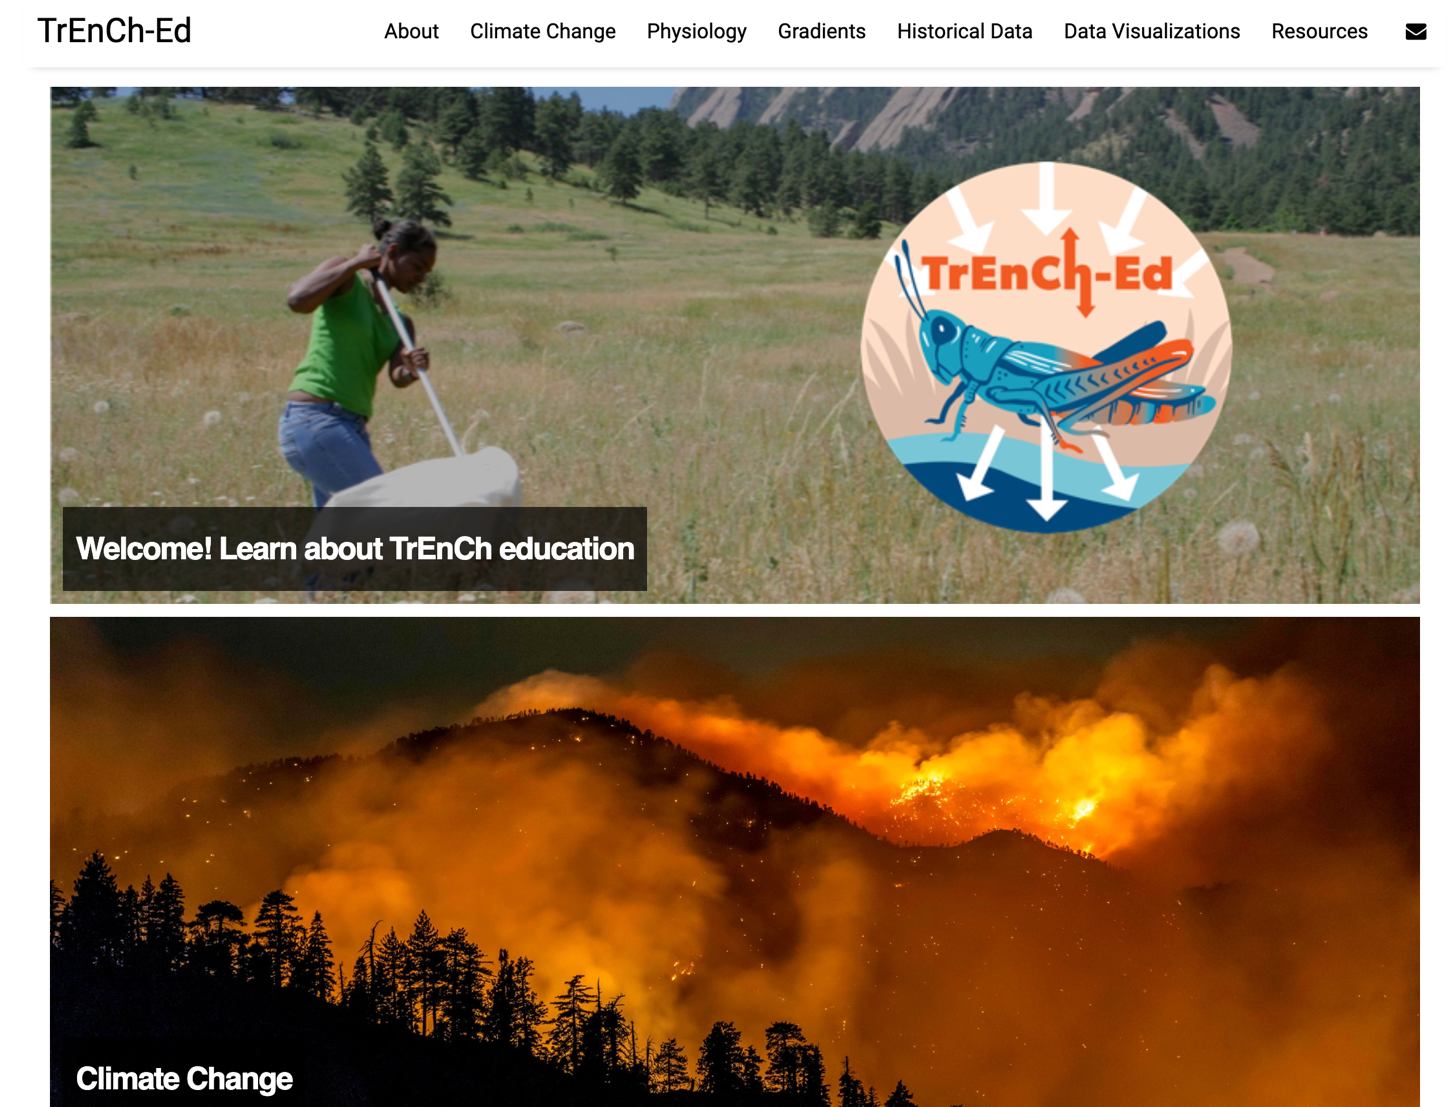 TrEnCh-Ed
About Climate Change Physiology Gradients Historical Data Data Visualizations Resources
TrEnCh-Ed
Welcome! Learn about TrEnCh education
Climate Change